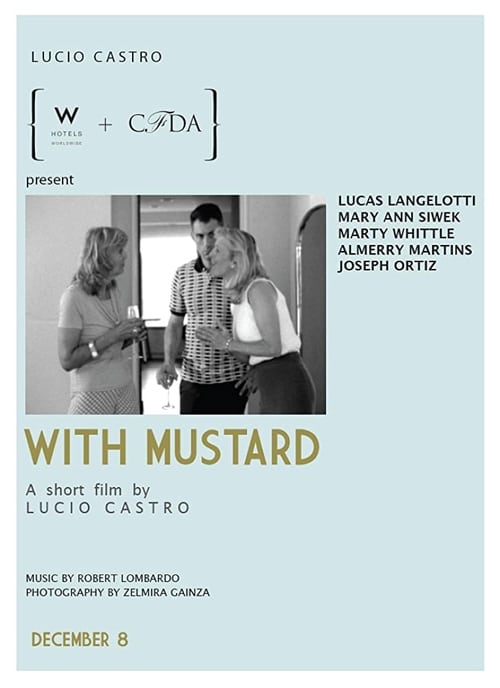 LUCIO CASTRO
W
HOTELS
WORLDWIDE
+
CFDA
present
LUCAS LANGELOTTI
MARY ANN SIWEK
MARTY WHITTLE
ALMERRY MARTINS
JOSEPH ORTIZ
WITH MUSTARD
A short film by
LUCIO CASTRO
MUSIC BY ROBERT LOMBARDO
PHOTOGRAPHY BY ZELMIRA GAINZA
DECEMBER 8